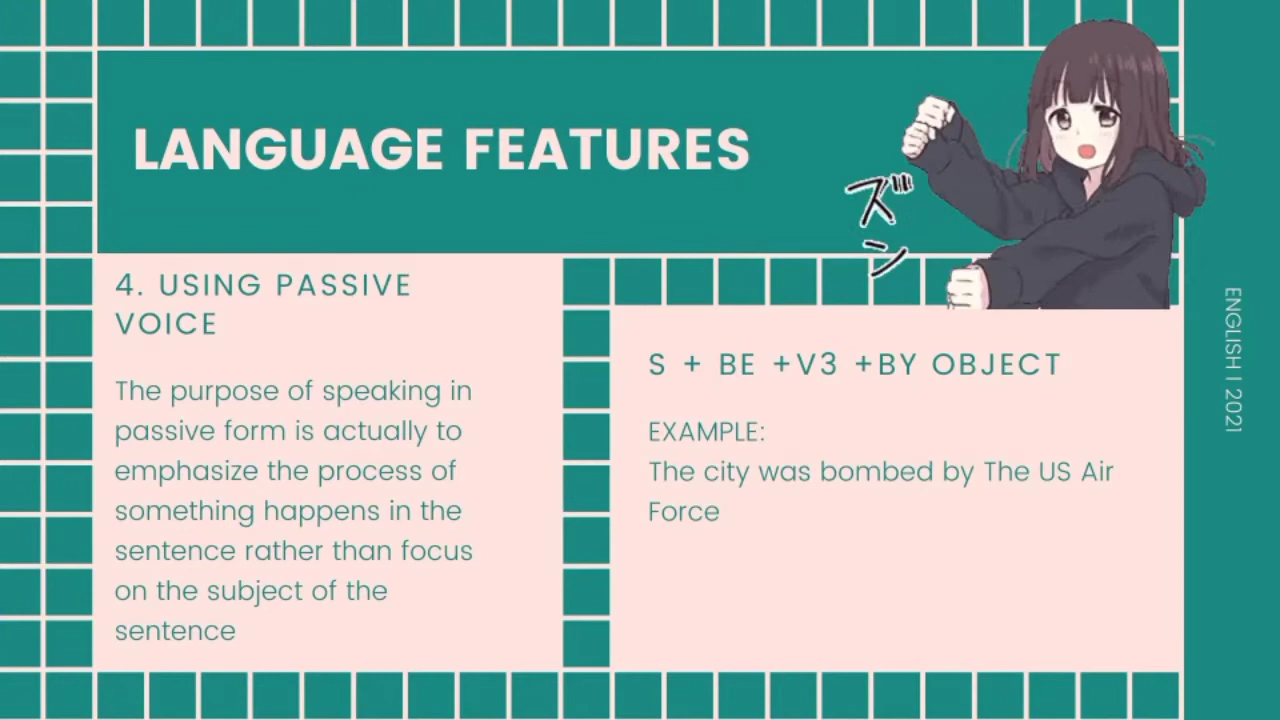 LANGUAGE FEATURES
ズ
ン
4. USING PASSIVE
VOICE
The purpose of speaking in
passive form is actually to
emphasize the process of
something happens in the
sentence rather than focus
on the subject of the
sentence
S + BE +V3 +BY OBJECT
EXAMPLE:
The city was bombed by The US Air
Force
ENGLISH | 2021